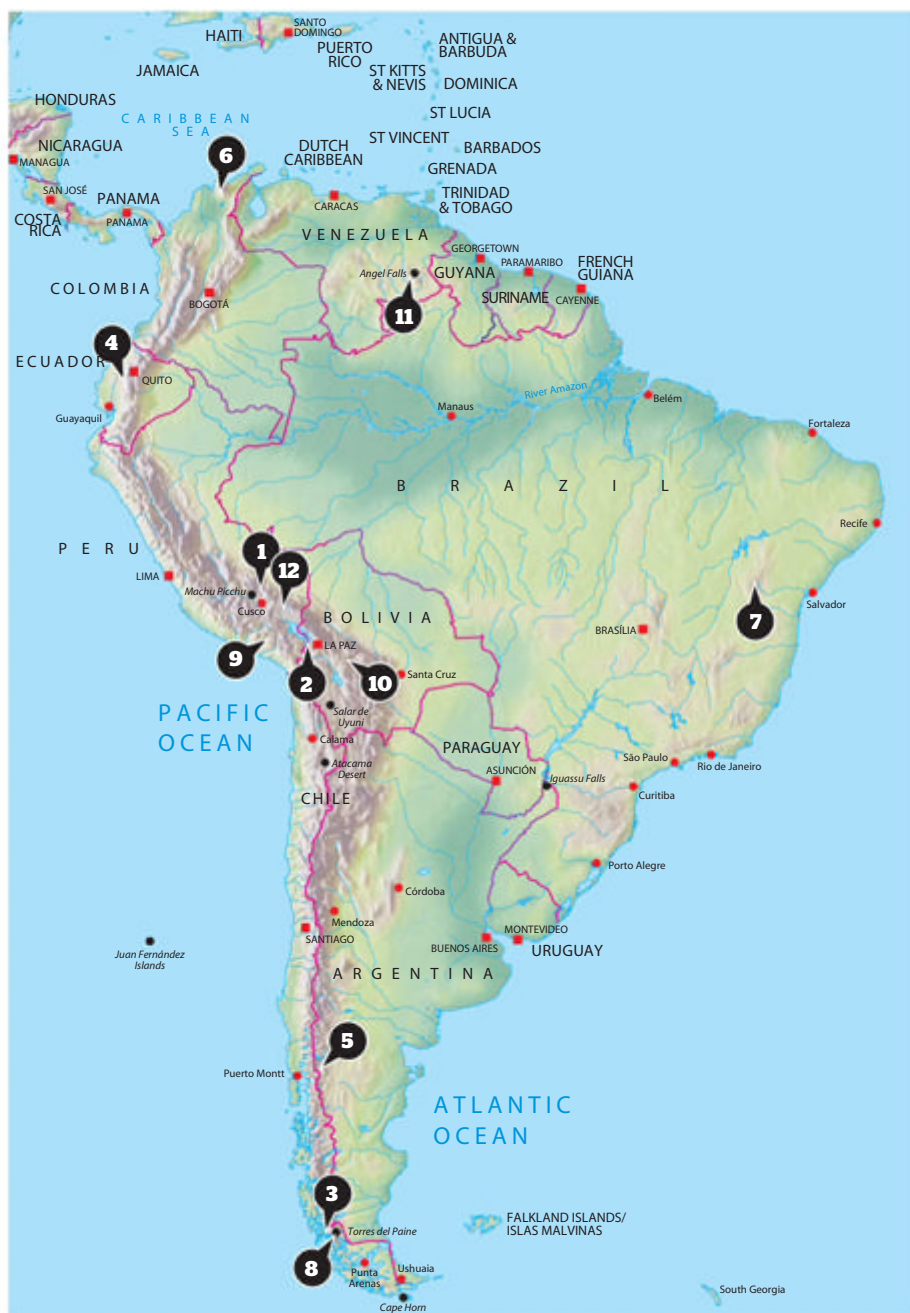 HAITI
SANTO
DOMINGO
PUERTO
RICO
ANTIGUA &
BARBUDA
JAMAICA
ST KITTS
& NEVIS
DOMINICA
HONDURAS
CARIBBEAN
SEA
ST LUCIA
NICARAGUA
MANAGUA
6
DUTCH
CARIBBEAN
ST VINCENT
BARBADOS
GRENADA
SAN JOSÉ
COSTA
RICA
PANAMA
PANAMA
CARACAS
TRINIDAD
& TOBAGO
VENEZUELA
GEORGETOWN
PARAMARIBO
FRENCH
GUIANA
Angel Falls
GUYANA
COLOMBIA
BOGOTÁ
11
SURINAME
CAYENNE
4
ECUADOR
QUITO
Guayaquil
River Amazon
Manaus
Belém
Fortaleza
BRAZIL
Recife
PERU
1
12
LIMA
Machu Picchu
Cusco
BOLIVIA
Salvador
7
BRASÍLIA
9
LA PAZ
2
10
Santa Cruz
PACIFIC
OCEAN
Salar de
Uyuni
Calama
PARAGUAY
Atacama
Desert
ASUNCIÓN
Iguassu Falls
São Paulo
Rio de Janeiro
CHILE
Curitiba
Porto Alegre
Córdoba
Mendoza
SANTIAGO
BUENOS AIRES
MONTEVIDEO
URUGUAY
Juan Fernández
Islands
ARGENTINA
5
Puerto Montt
ATLANTIC
OCEAN
3
Torres del Paine
FALKLAND ISLANDS/
ISLAS MALVINAS
8
Punta
Arenas
Ushuaia
Cape Horn
South Georgia